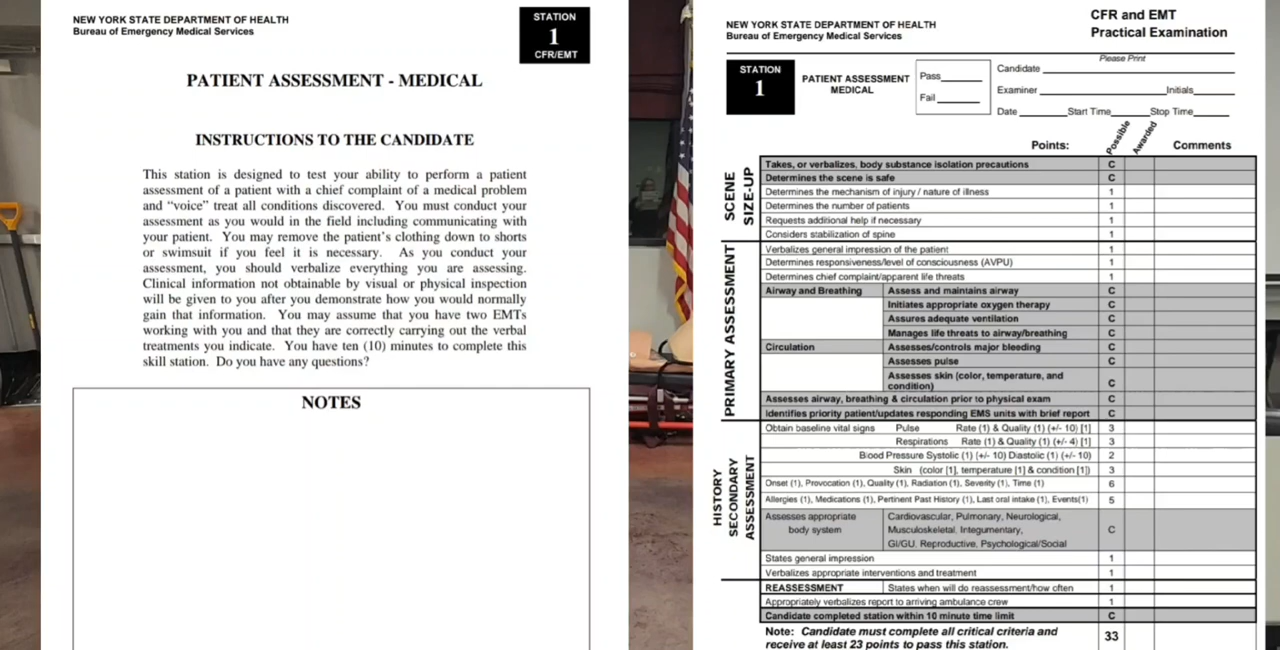 NEW YORK STATE DEPARTMENT OF HEALTH
Bureau of Emergency Medical Services
STATION
1
CFR/EMT
PATIENT ASSESSMENT - MEDICAL
INSTRUCTIONS TO THE CANDIDATE
This station is designed to test your ability to perform a patient
assessment of a patient with a chief complaint of a medical problem
and “voice” treat all conditions discovered. You must conduct your
assessment as you would in the field including communicating with
your patient. You may remove the patient’s clothing down to shorts
or swimsuit if you feel it is necessary. As you conduct your
assessment, you should verbalize everything you are assessing.
Clinical information not obtainable by visual or physical inspection
will be given to you after you demonstrate how you would normally
gain that information. You may assume that you have two EMTs
working with you and that they are correctly carrying out the verbal
treatments you indicate. You have ten (10) minutes to complete this
skill station. Do you have any questions?
NOTES
NEW YORK STATE DEPARTMENT OF HEALTH
Bureau of Emergency Medical Services
CFR and EMT
Practical Examination
STATION
1
PATIENT ASSESSMENT
MEDICAL
Pass
Fail
Please Print
Candidate
Examiner Initials
Date Start Time Stop Time
Points: Possible Awarded Comments
SCENE SIZE-UP
Takes, or verbalizes, body substance isolation precautions C
Determines the scene is safe C
Determines the mechanism of injury / nature of illness 1
Determines the number of patients 1
Requests additional help if necessary 1
Considers stabilization of spine 1
PRIMARY ASSESSMENT
Verbalizes general impression of the patient 1
Determines responsiveness/level of consciousness (AVPU) 1
Determines chief complaint/apparent life threats 1
Airway and Breathing Assess and maintains airway C
Initiates appropriate oxygen therapy C
Assures adequate ventilation C
Manages life threats to airway/breathing C
Circulation Assesses/controls major bleeding C
Assesses pulse C
Assesses skin (color, temperature, and
condition) C
Assesses airway, breathing & circulation prior to physical exam C
Identifies priority patient/updates responding EMS units with brief report C
HISTORY SECONDARY ASSESSMENT
Obtain baseline vital signs Pulse Rate (1) & Quality (1) (+/- 10) [1] 3
Respirations Rate (1) & Quality (1) (+/- 4) [1] 3
Blood Pressure Systolic (1) (+/- 10) Diastolic (1) (+/- 10) 2
Skin (color [1], temperature [1] & condition [1]) 3
Onset (1), Provocation (1), Quality (1), Radiation (1), Severity (1), Time (1) 6
Allergies (1), Medications (1), Pertinent Past History (1), Last oral intake (1), Events(1) 5
Assesses appropriate Cardiovascular, Pulmonary, Neurological,
body system Musculoskeletal, Integumentary, C
GI/GU, Reproductive, Psychological/Social
States general impression 1
Verbalizes appropriate interventions and treatment 1
REASSESSMENT States when will do reassessment/how often 1
Appropriately verbalizes report to arriving ambulance crew 1
Candidate completed station within 10 minute time limit C
Note: Candidate must complete all critical criteria and 33
receive at least 23 points to pass this station.